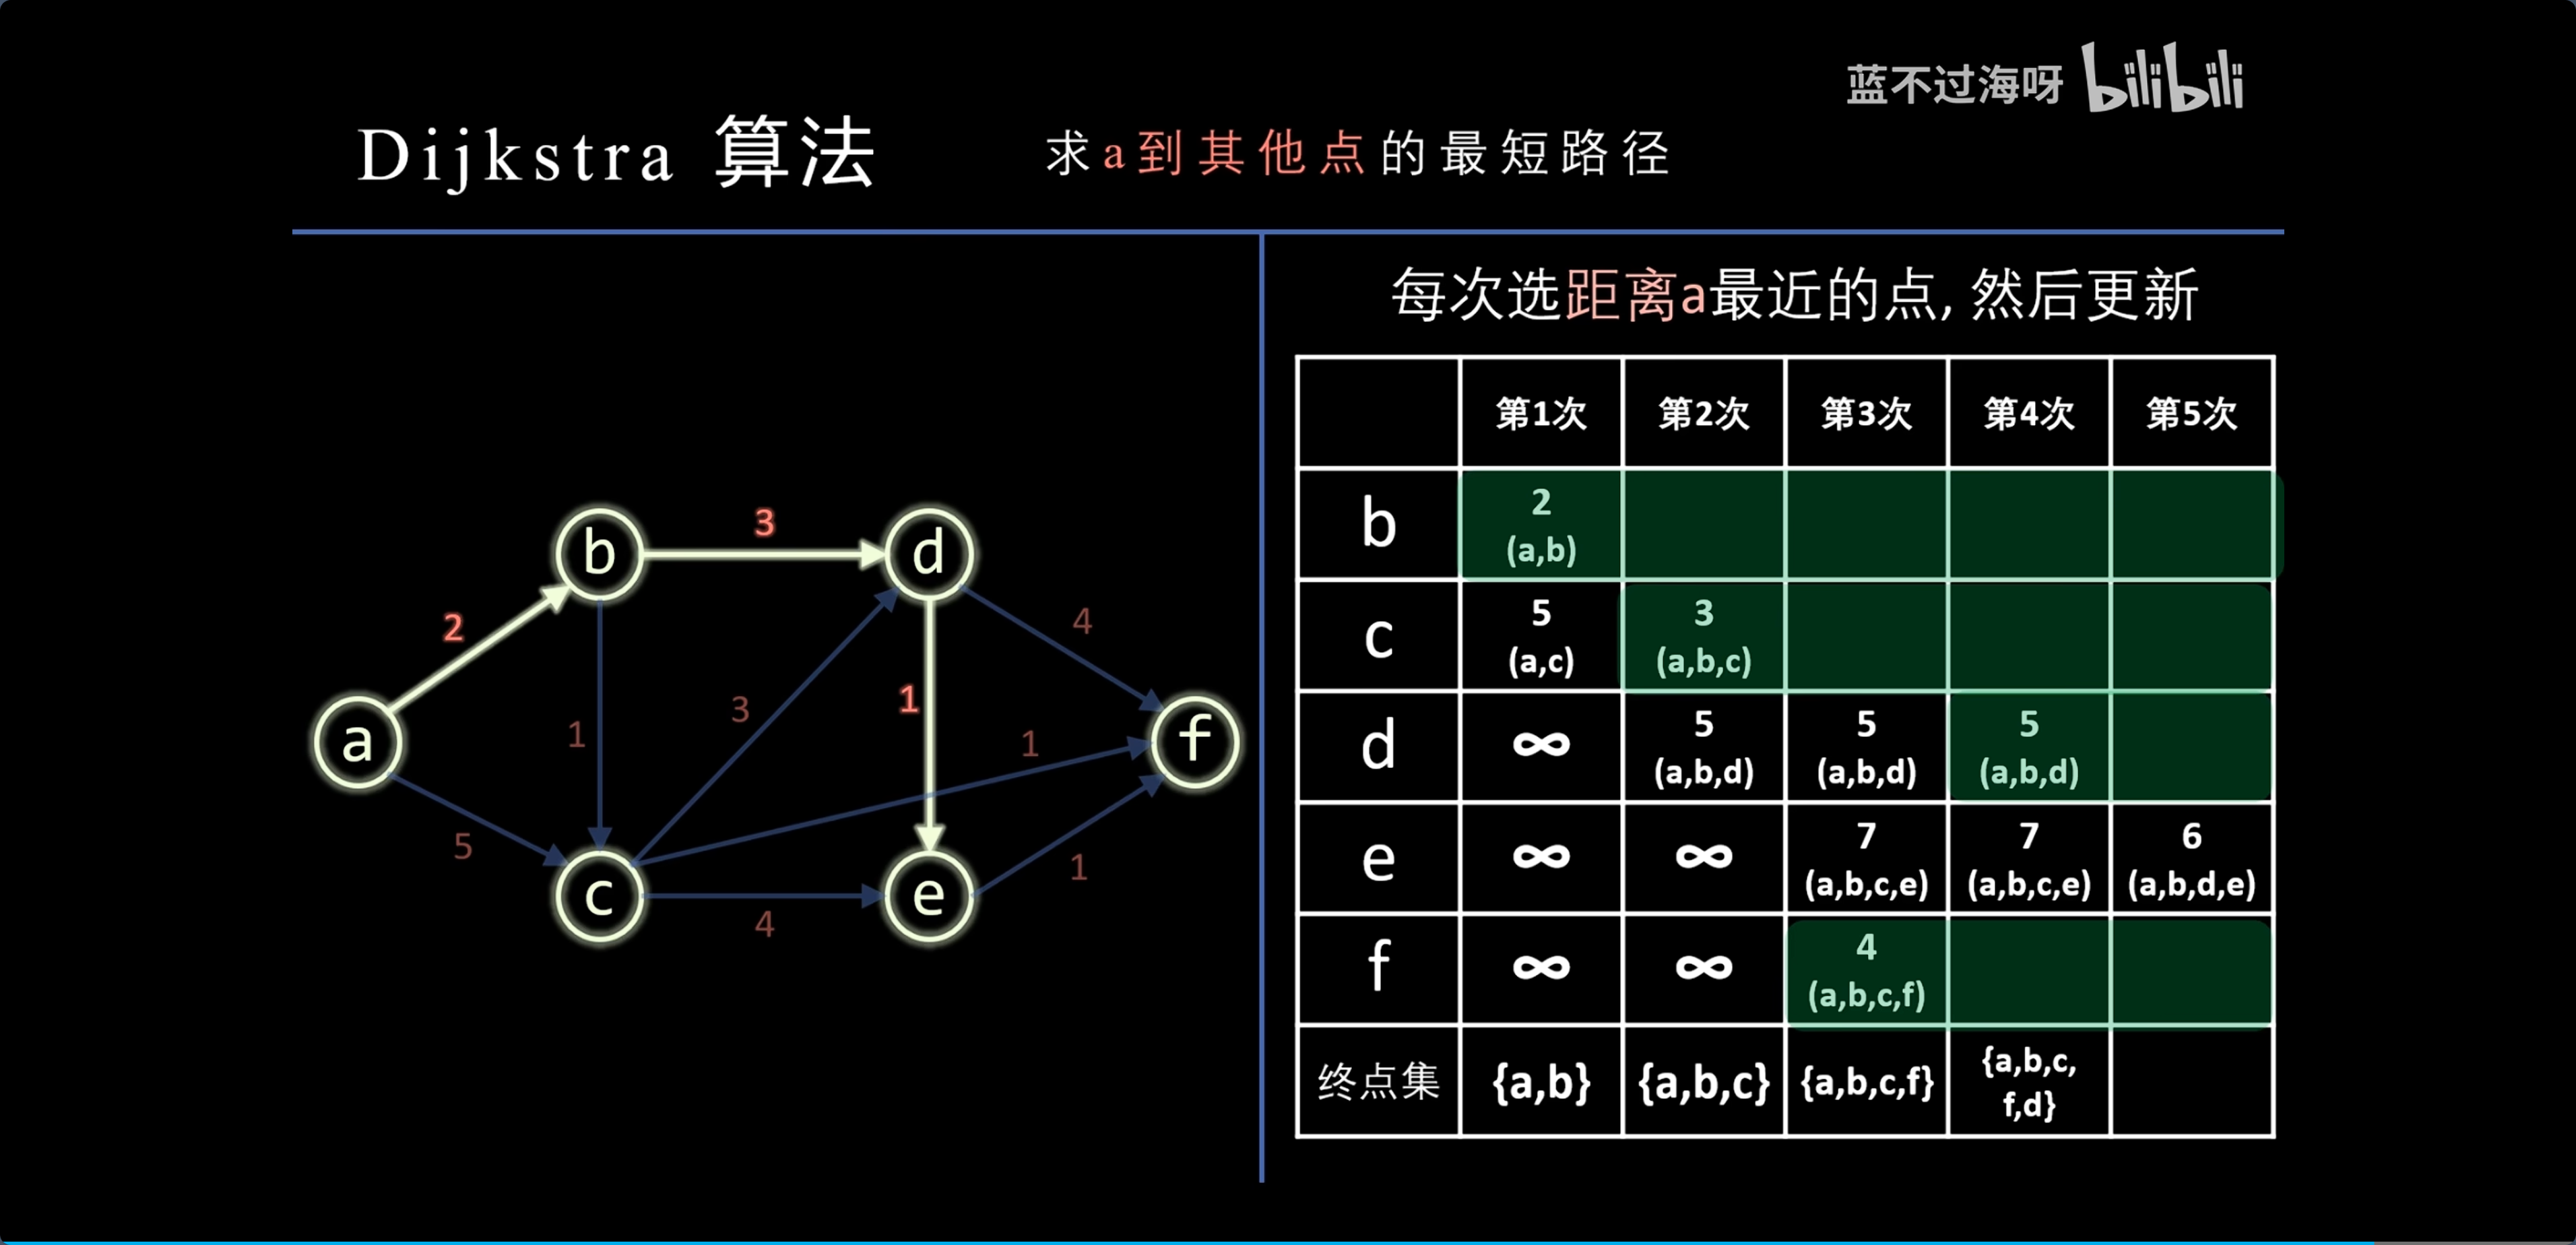 蓝不过海呀 bilibili
Dijkstra 算法
求a到其他点的最短路径
每次选距离a最近的点, 然后更新
第1次 第2次 第3次 第4次 第5次
b 2 (a,b)
c 5 (a,c) 3 (a,b,c)
d ∞ 5 (a,b,d) 5 (a,b,d) 5 (a,b,d)
e ∞ ∞ 7 (a,b,c,e) 7 (a,b,c,e) 6 (a,b,d,e)
f ∞ ∞ 4 (a,b,c,f)
终点集 {a,b} {a,b,c} {a,b,c,f} {a,b,c, f,d}
3
b d
2 4
1 3 1 1
a f
5 1
c e
4